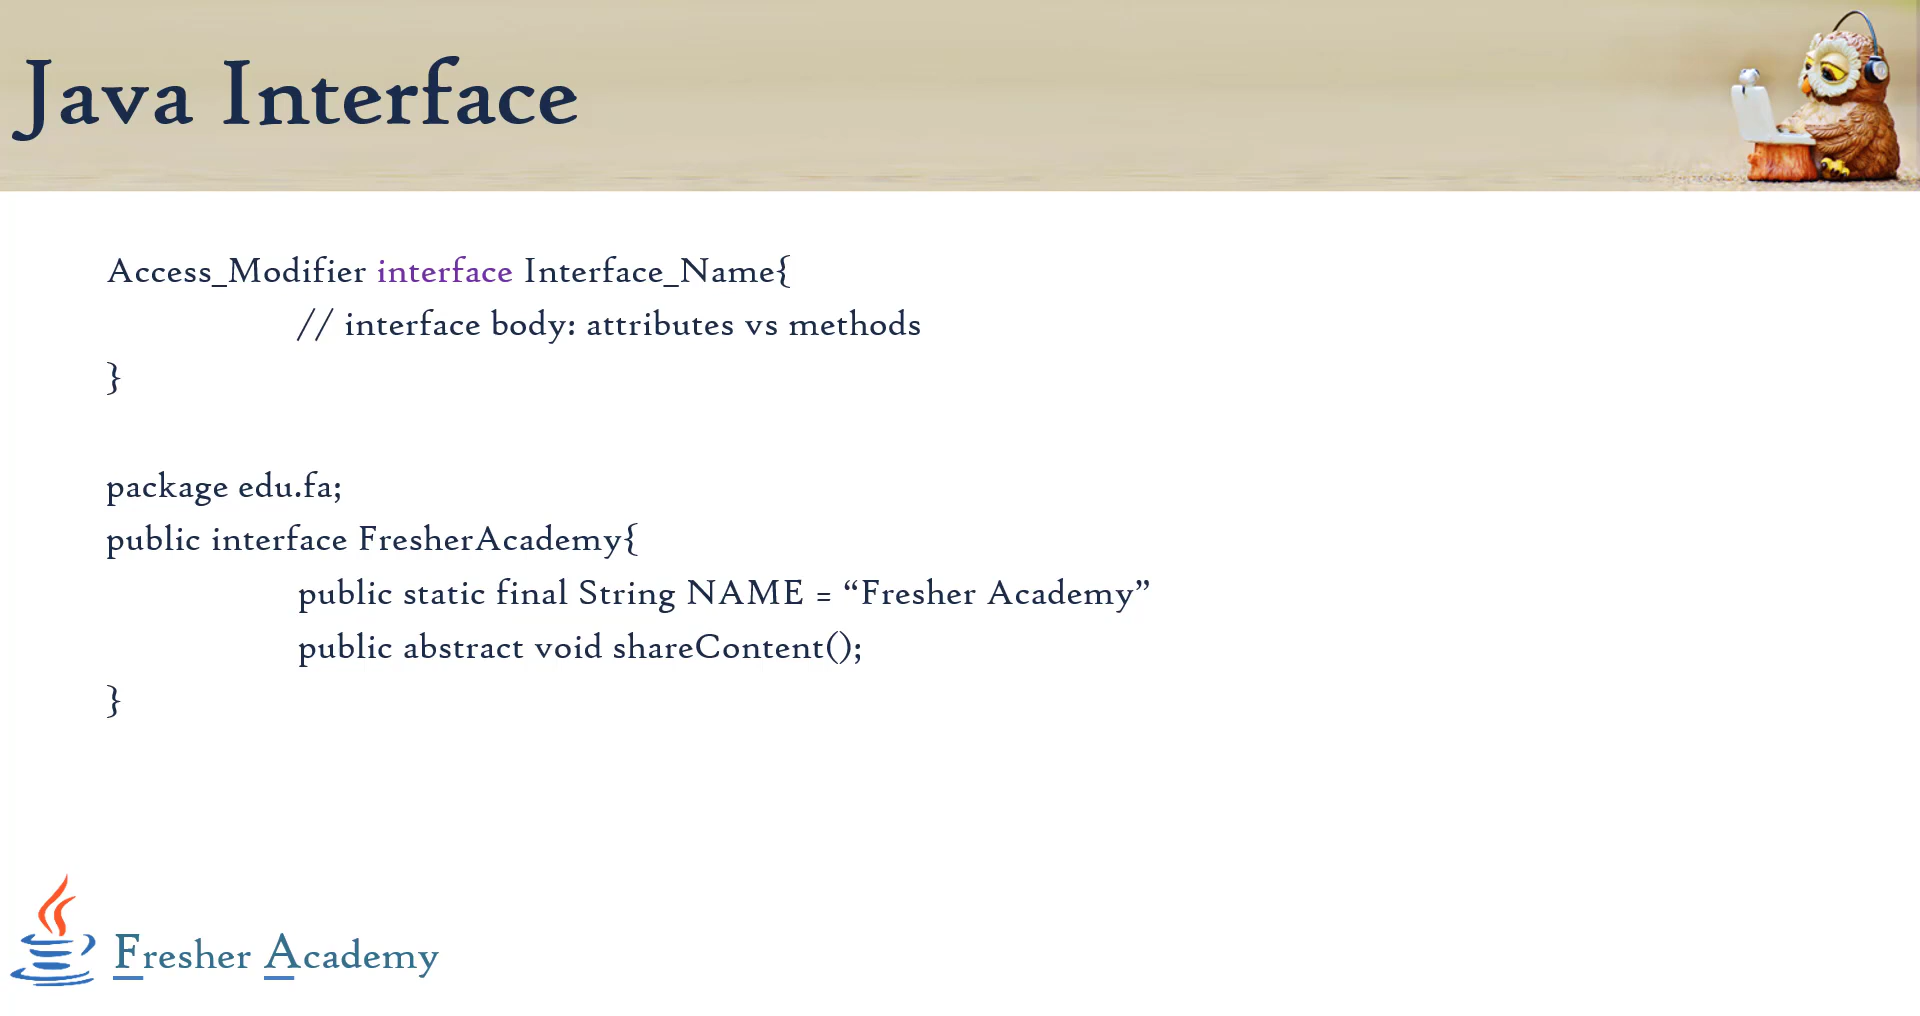 Java Interface
Access_Modifier interface Interface_Name{
// interface body: attributes vs methods
}
package edu.fa;
public interface FresherAcademy{
public static final String NAME = “Fresher Academy”
public abstract void shareContent();
}
Fresher Academy